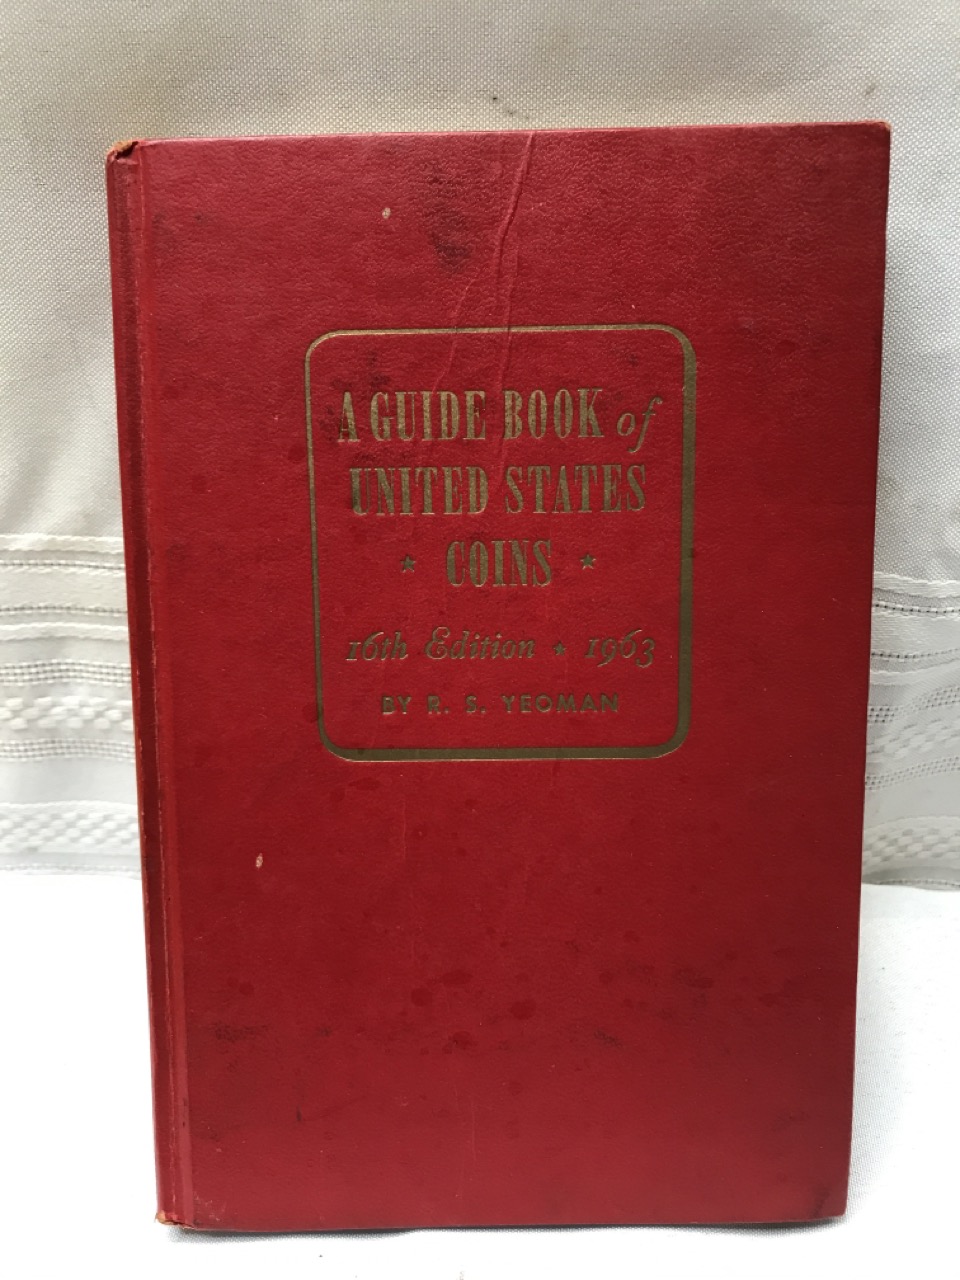 A GUIDE BOOK of
UNITED STATES
★ COINS ★
16th Edition ★ 1963
BY R. S. YEOMAN